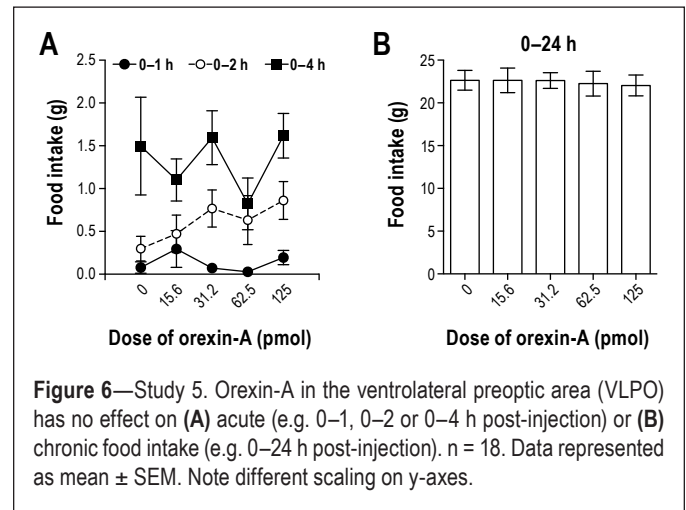 A
B
0–24 h
0–1 h 0–2 h 0–4 h
2.5
2.0
1.5
1.0
0.5
0.0
Food intake (g)
0 15.6 31.2 62.5 125
Dose of orexin-A (pmol)
25
20
15
10
5
0
Food intake (g)
0 15.6 31.2 62.5 125
Dose of orexin-A (pmol)
Figure 6—Study 5. Orexin-A in the ventrolateral preoptic area (VLPO)
has no effect on (A) acute (e.g. 0–1, 0–2 or 0–4 h post-injection) or (B)
chronic food intake (e.g. 0–24 h post-injection). n = 18. Data represented
as mean ± SEM. Note different scaling on y-axes.